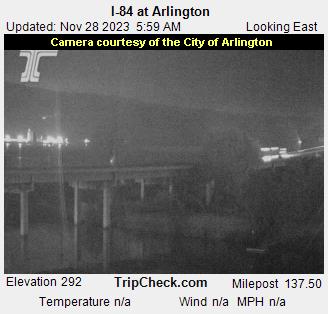 I-84 at Arlington
Updated: Nov 28 2023 5:59 AM Looking East
Camera courtesy of the City of Arlington
Elevation 292 TripCheck.com Milepost 137.50
Temperature n/a Wind n/a MPH n/a